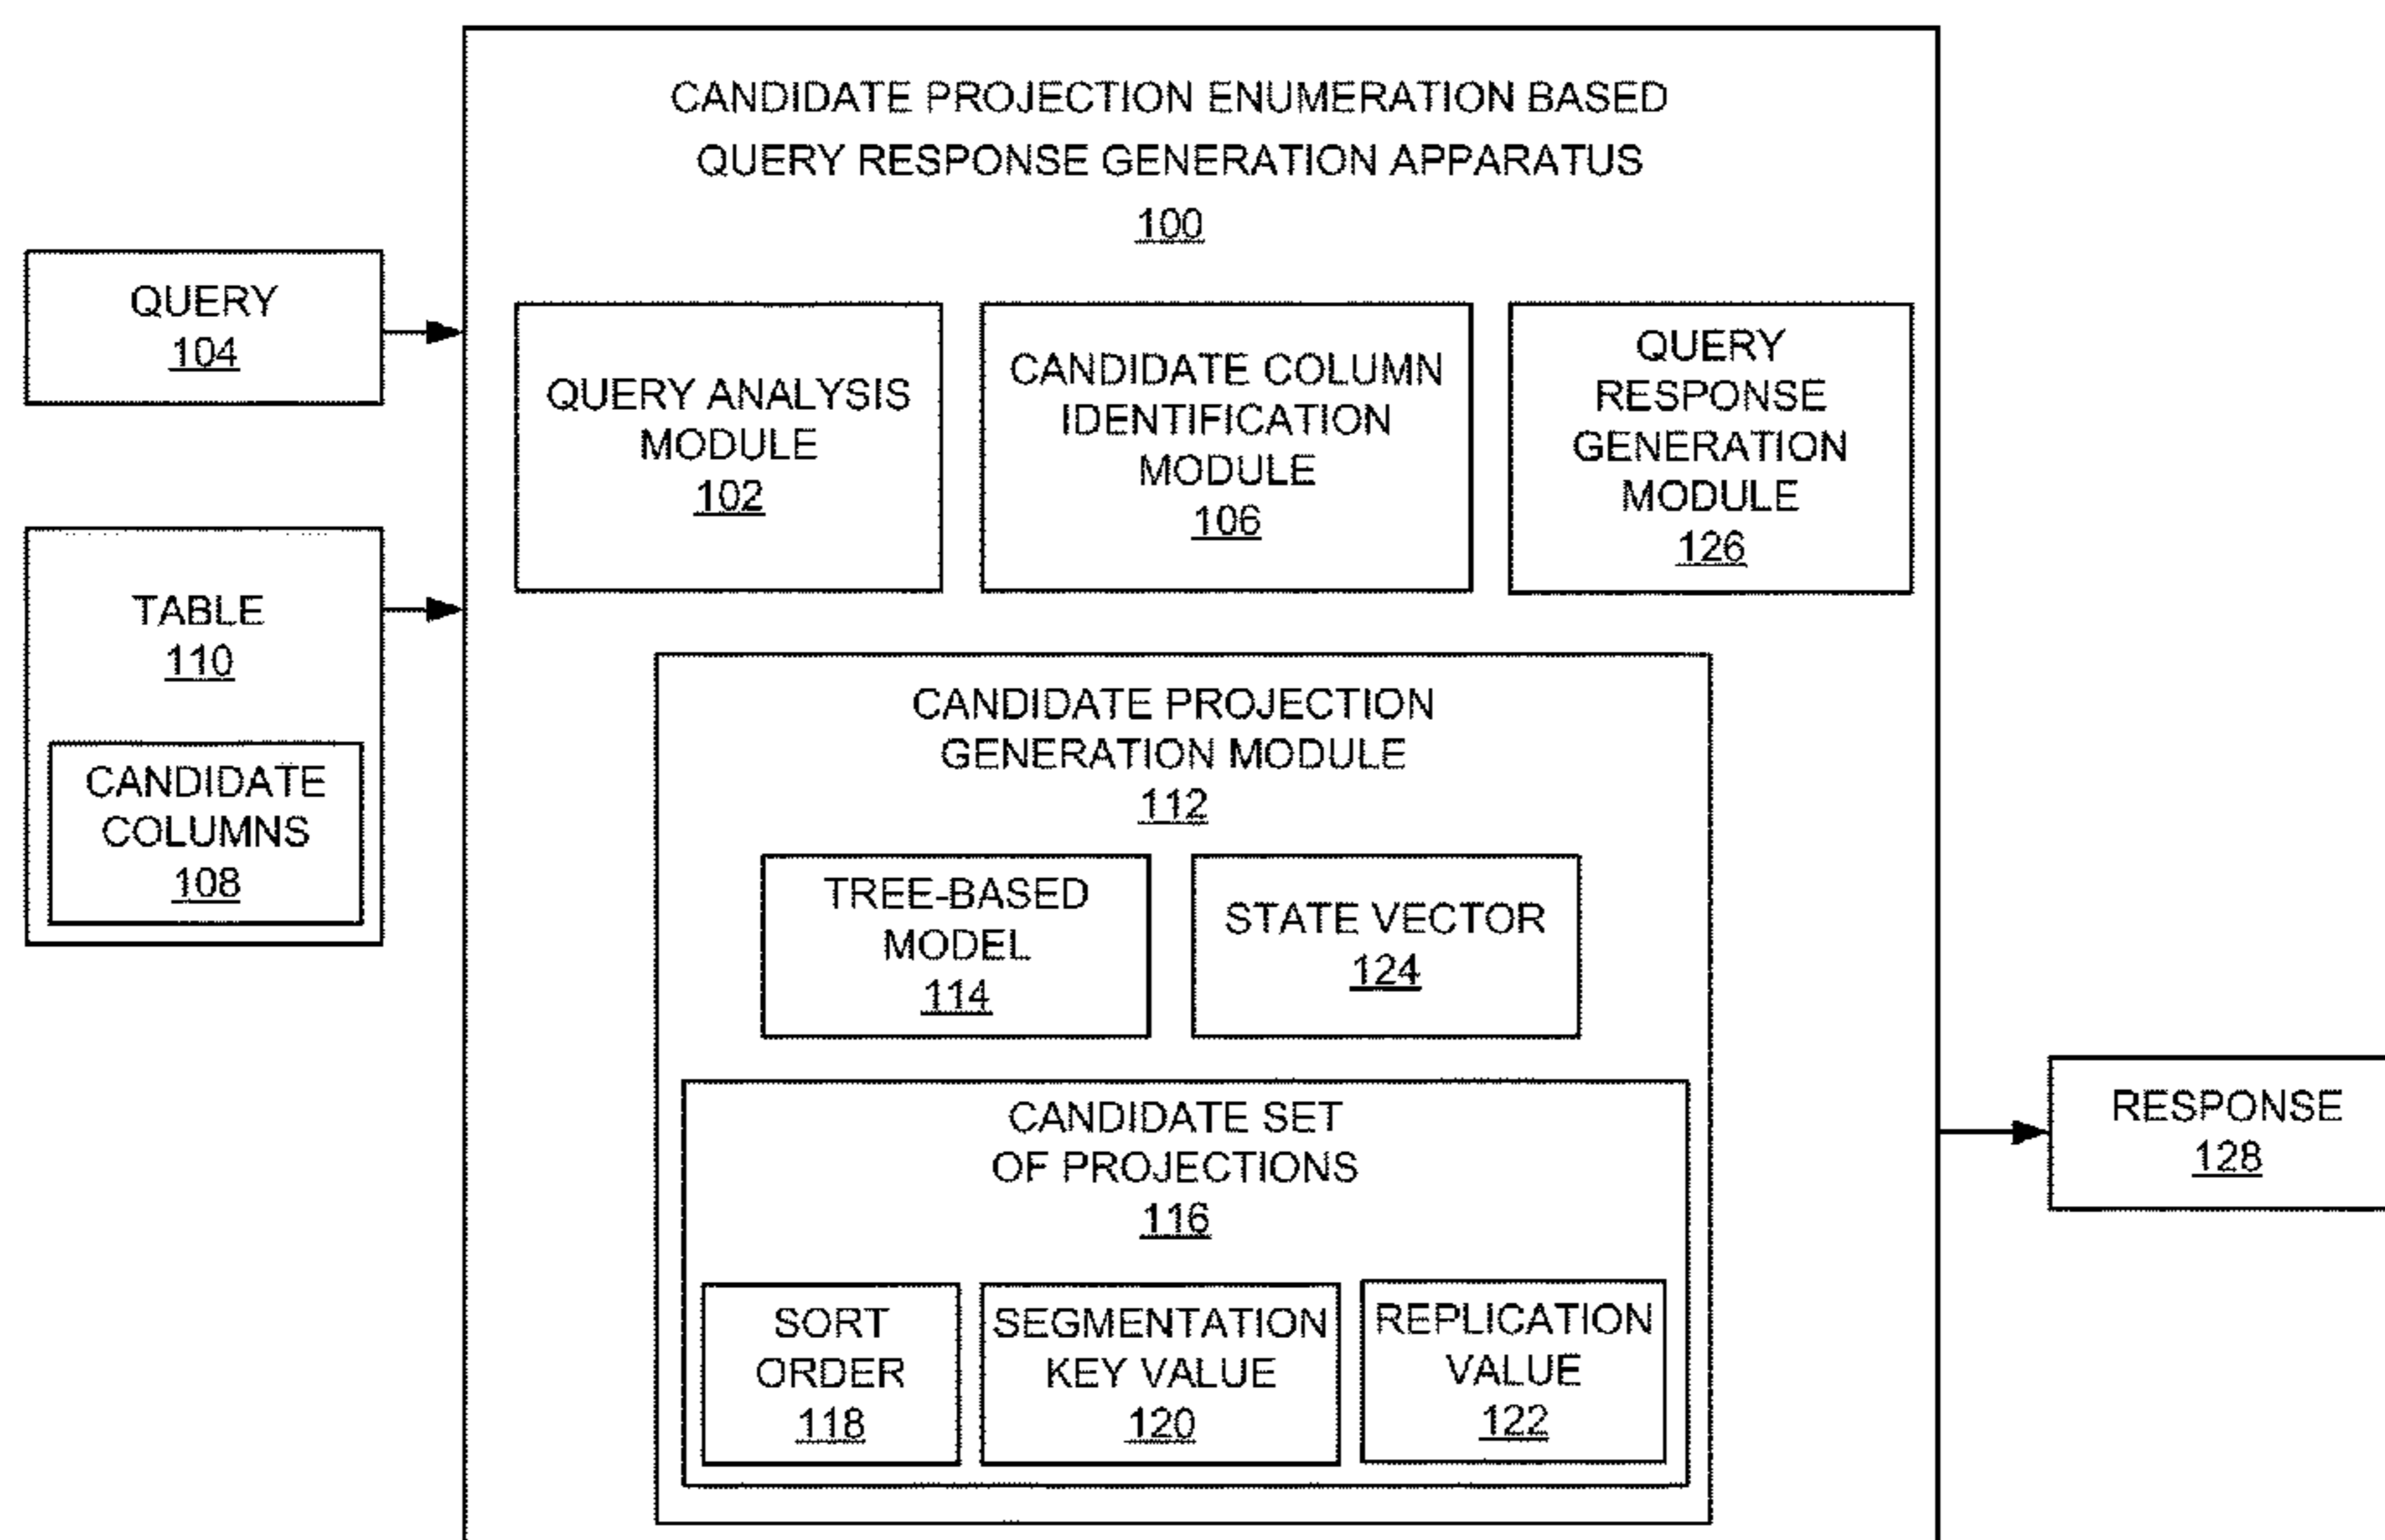 CANDIDATE PROJECTION ENUMERATION BASED
QUERY RESPONSE GENERATION APPARATUS
100
QUERY
104
TABLE
110
CANDIDATE
COLUMNS
108
QUERY ANALYSIS
MODULE
102
CANDIDATE COLUMN
IDENTIFICATION
MODULE
106
QUERY
RESPONSE
GENERATION
MODULE
126
CANDIDATE PROJECTION
GENERATION MODULE
112
TREE-BASED
MODEL
114
STATE VECTOR
124
CANDIDATE SET
OF PROJECTIONS
116
SORT
ORDER
118
SEGMENTATION
KEY VALUE
120
REPLICATION
VALUE
122
RESPONSE
128